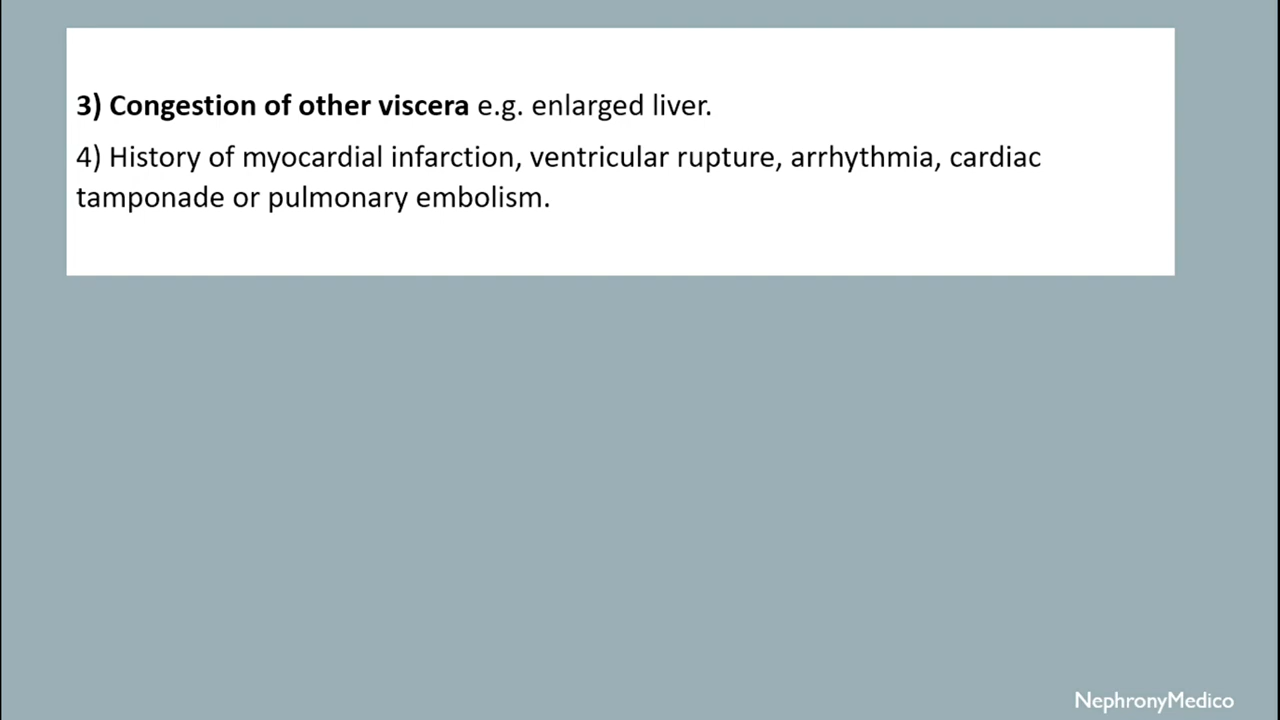 3) Congestion of other viscera e.g. enlarged liver.
4) History of myocardial infarction, ventricular rupture, arrhythmia, cardiac
tamponade or pulmonary embolism.
NephronyMedico